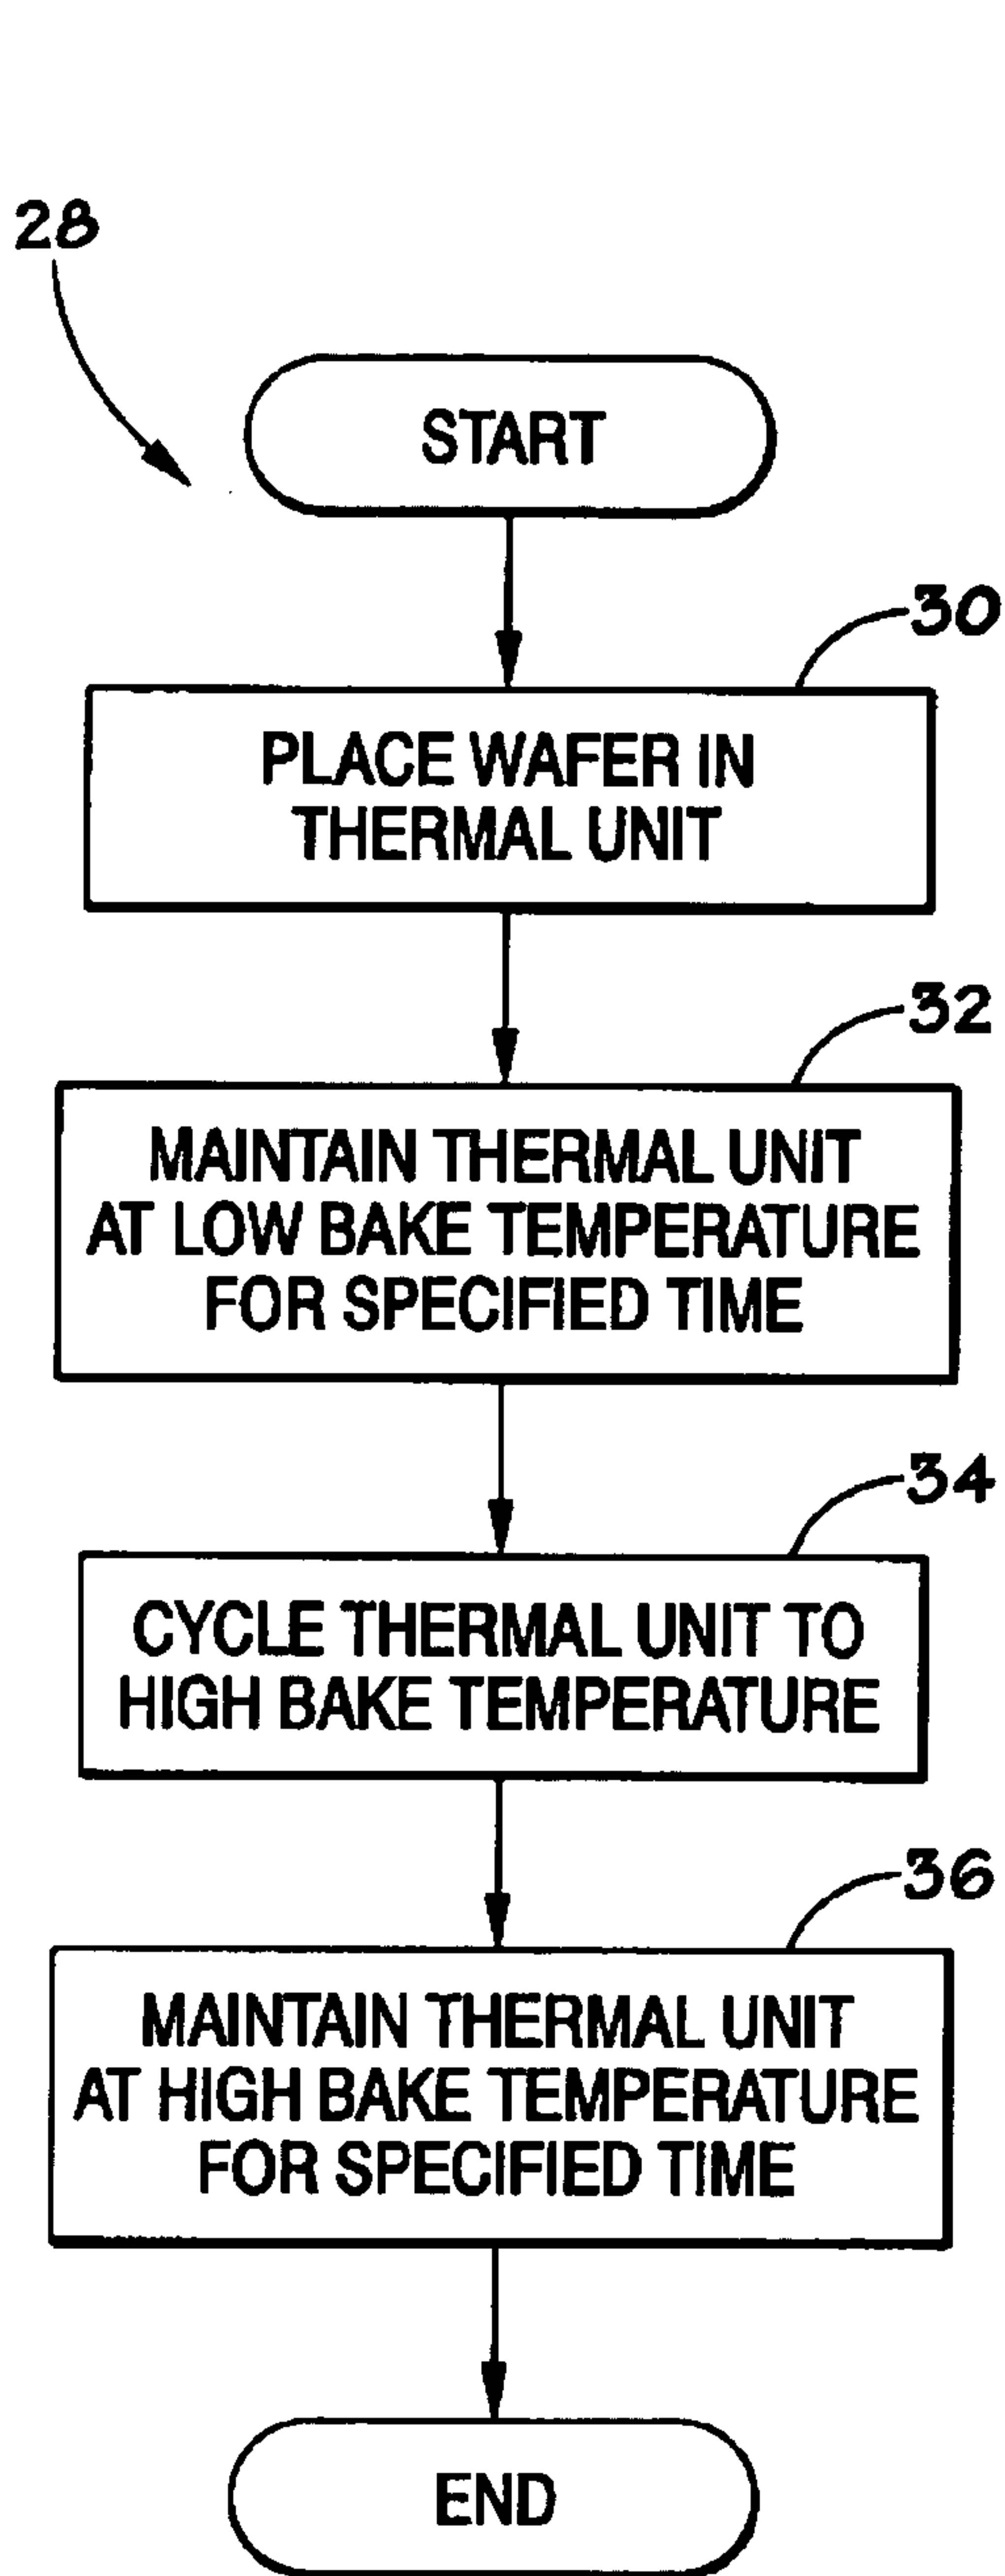 28
START
30
PLACE WAFER IN
THERMAL UNIT
32
MAINTAIN THERMAL UNIT
AT LOW BAKE TEMPERATURE
FOR SPECIFIED TIME
34
CYCLE THERMAL UNIT TO
HIGH BAKE TEMPERATURE
36
MAINTAIN THERMAL UNIT
AT HIGH BAKE TEMPERATURE
FOR SPECIFIED TIME
END